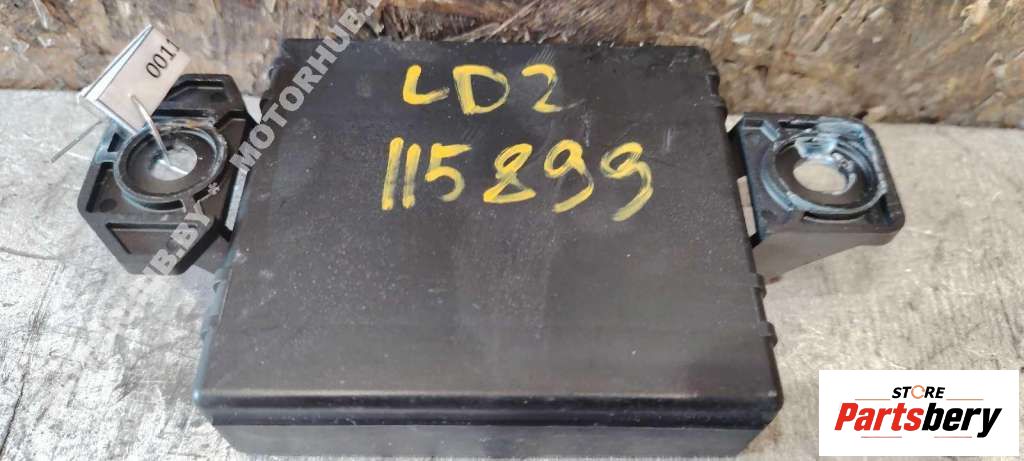 0011
MOTORHUB.BY
LD2
115899
STORE
Partsbery